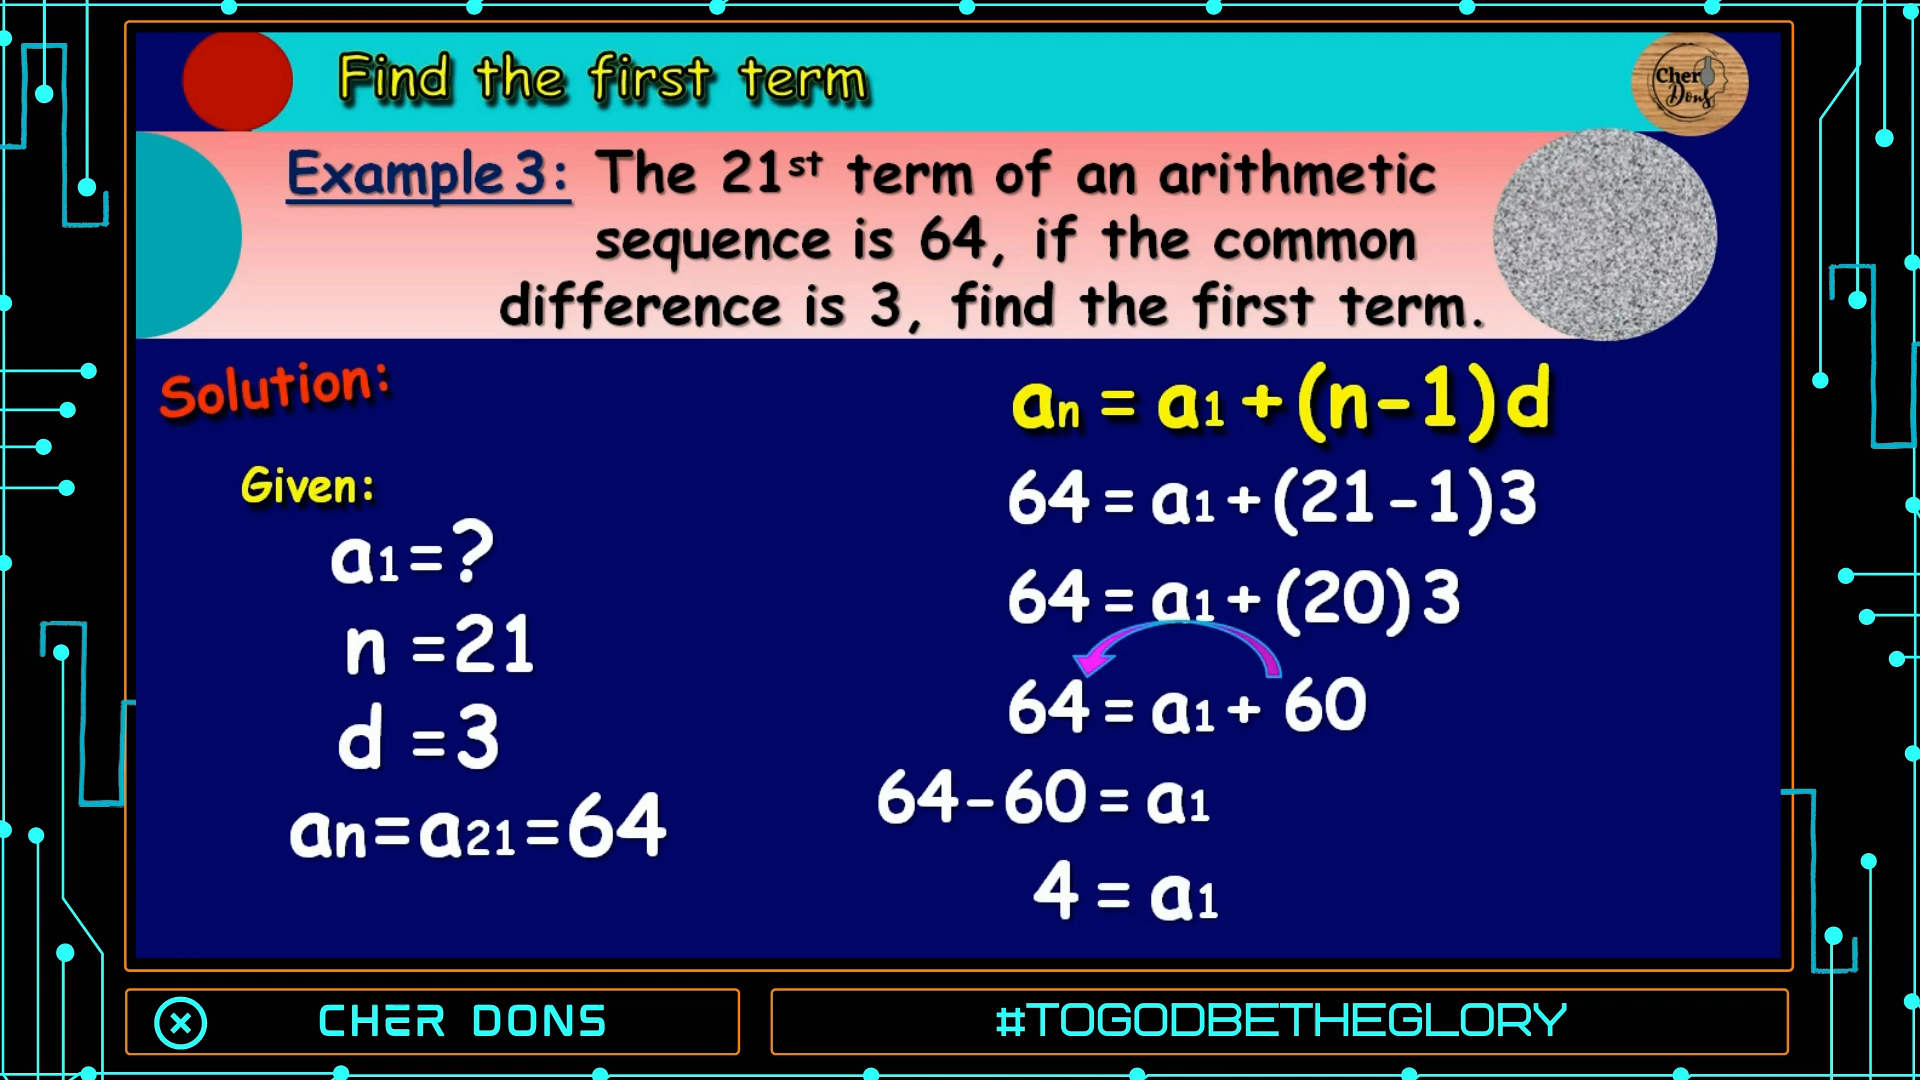 Find the first term
Cher
Dons
Example 3: The 21st term of an arithmetic
sequence is 64, if the common
difference is 3, find the first term.
Solution:
Given:
a1=?
n =21
d =3
an=a21=64
an = a1 + (n-1)d
64 = a1 + (21-1)3
64 = a1 + (20)3
64 = a1 + 60
64-60 = a1
4 = a1
CHER DONS
#TOGODBETHEGLORY